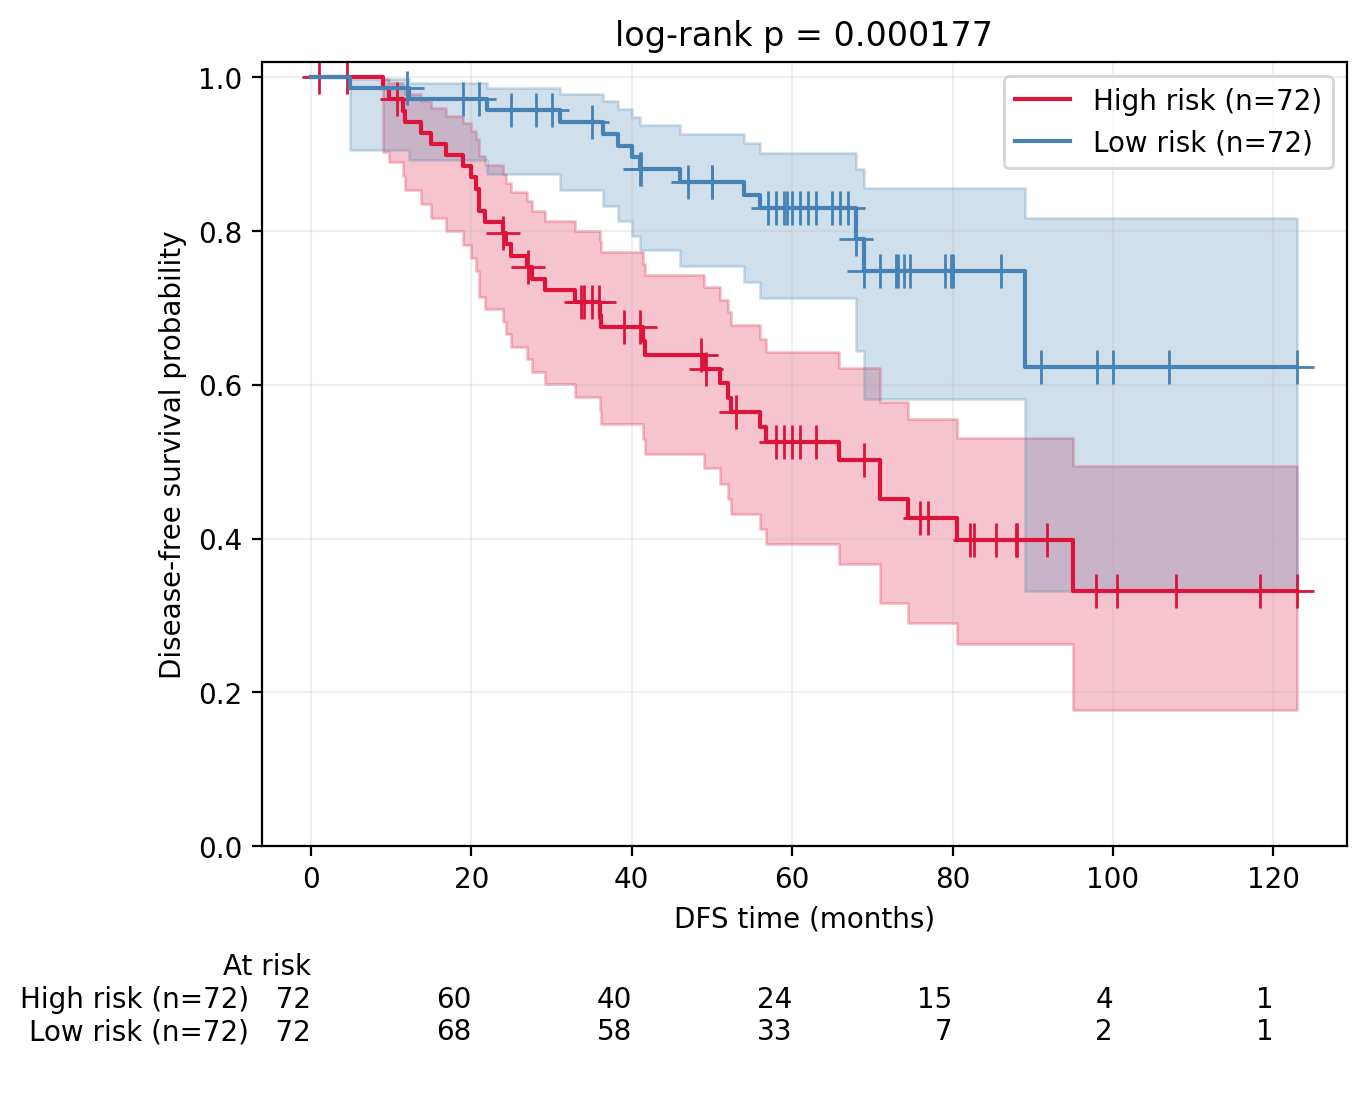 log-rank p = 0.000177
High risk (n=72)
Low risk (n=72)
Disease-free survival probability
1.0
0.8
0.6
0.4
0.2
0.0
0 20 40 60 80 100 120
DFS time (months)
At risk
High risk (n=72) 72 60 40 24 15 4 1
Low risk (n=72) 72 68 58 33 7 2 1